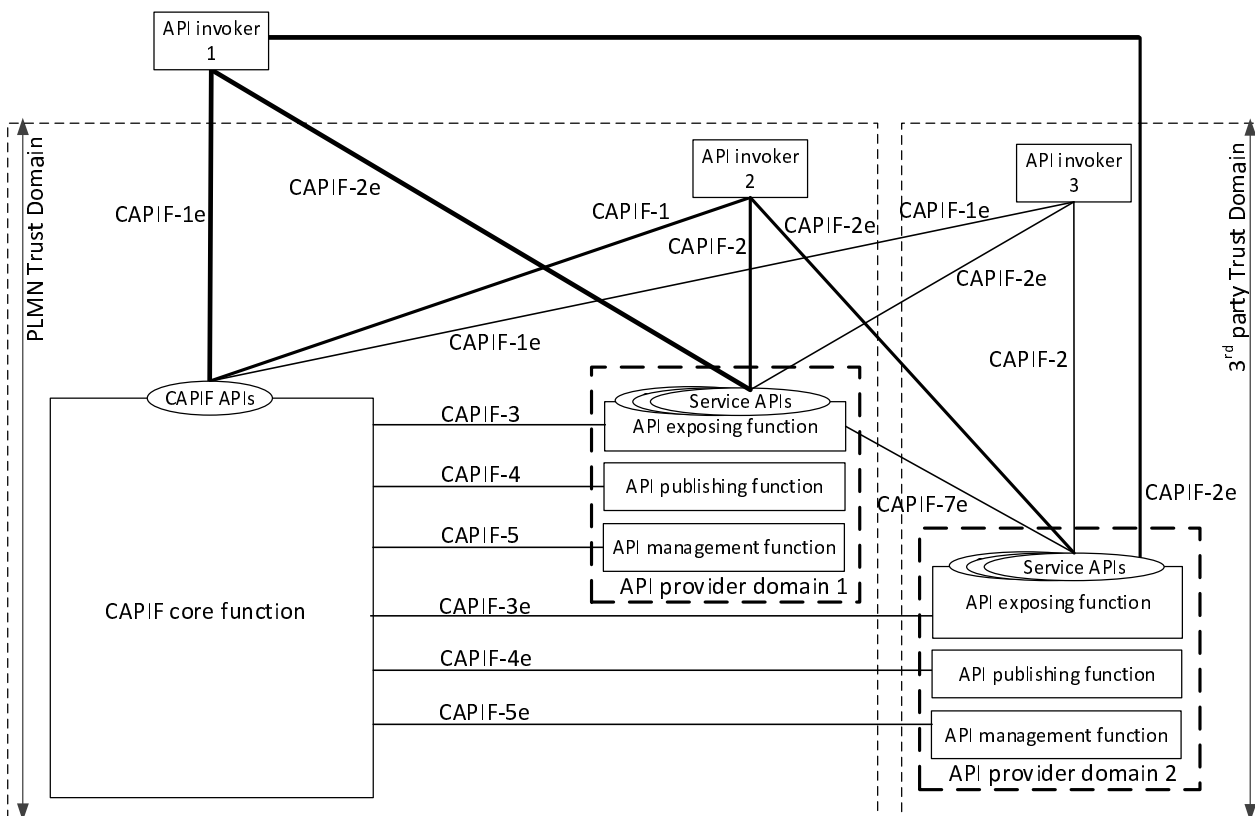 API invoker
1
PLMN Trust Domain
3rd party Trust Domain
API invoker
2
API invoker
3
CAPIF-2e
CAPIF-1e
CAPIF-1
CAPIF-2
CAPIF-2e
CAPIF-1e
CAPIF-2e
CAPIF-1e
CAPIF-2
CAPIF APIs
Service APIs
API exposing function
CAPIF-3
API publishing function
CAPIF-4
CAPIF-7e
CAPIF-2e
API management function
CAPIF-5
API provider domain 1
CAPIF core function
Service APIs
API exposing function
CAPIF-3e
CAPIF-4e
API publishing function
CAPIF-5e
API management function
API provider domain 2